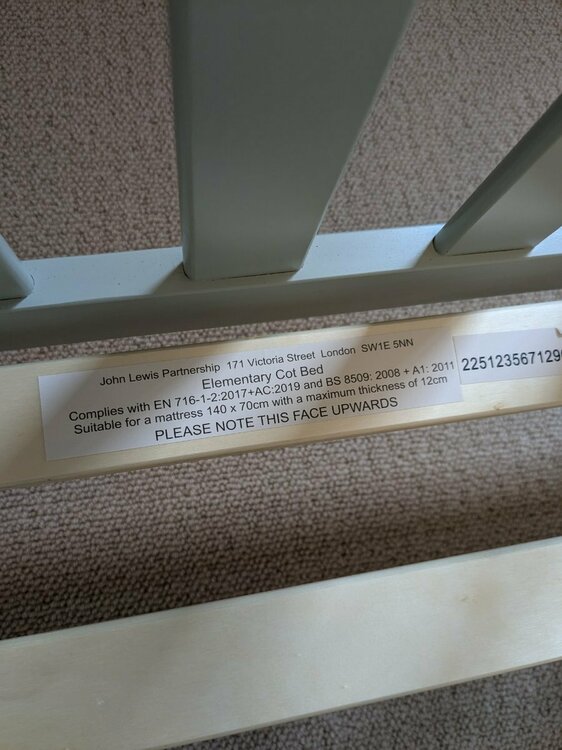 John Lewis Partnership 171 Victoria Street London SW1E 5NN
Elementary Cot Bed
Complies with EN 716-1-2:2017+AC:2019 and BS 8509: 2008 + A1: 2011
Suitable for a mattress 140 x 70cm with a maximum thickness of 12cm
PLEASE NOTE THIS FACE UPWARDS
225123567129